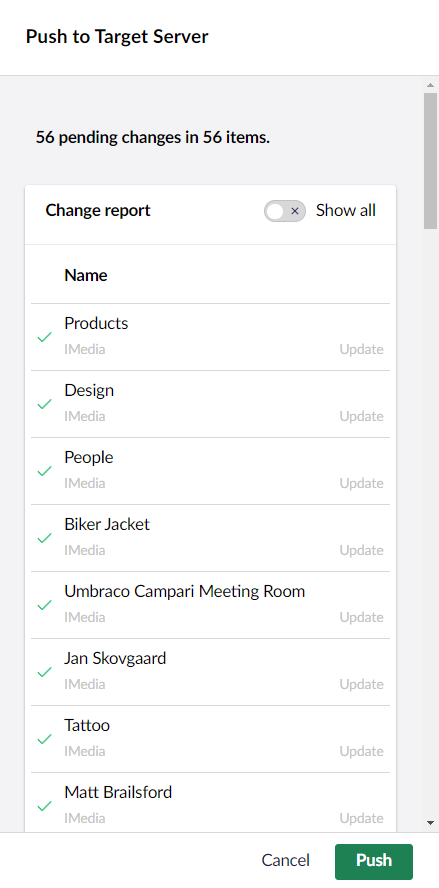 Push to Target Server
56 pending changes in 56 items.
Change report
Show all
Name
Products
IMedia
Update
Design
IMedia
Update
People
IMedia
Update
Biker Jacket
IMedia
Update
Umbraco Campari Meeting Room
IMedia
Update
Jan Skovgaard
IMedia
Update
Tattoo
IMedia
Update
Matt Brailsford
IMedia
Update
Cancel
Push